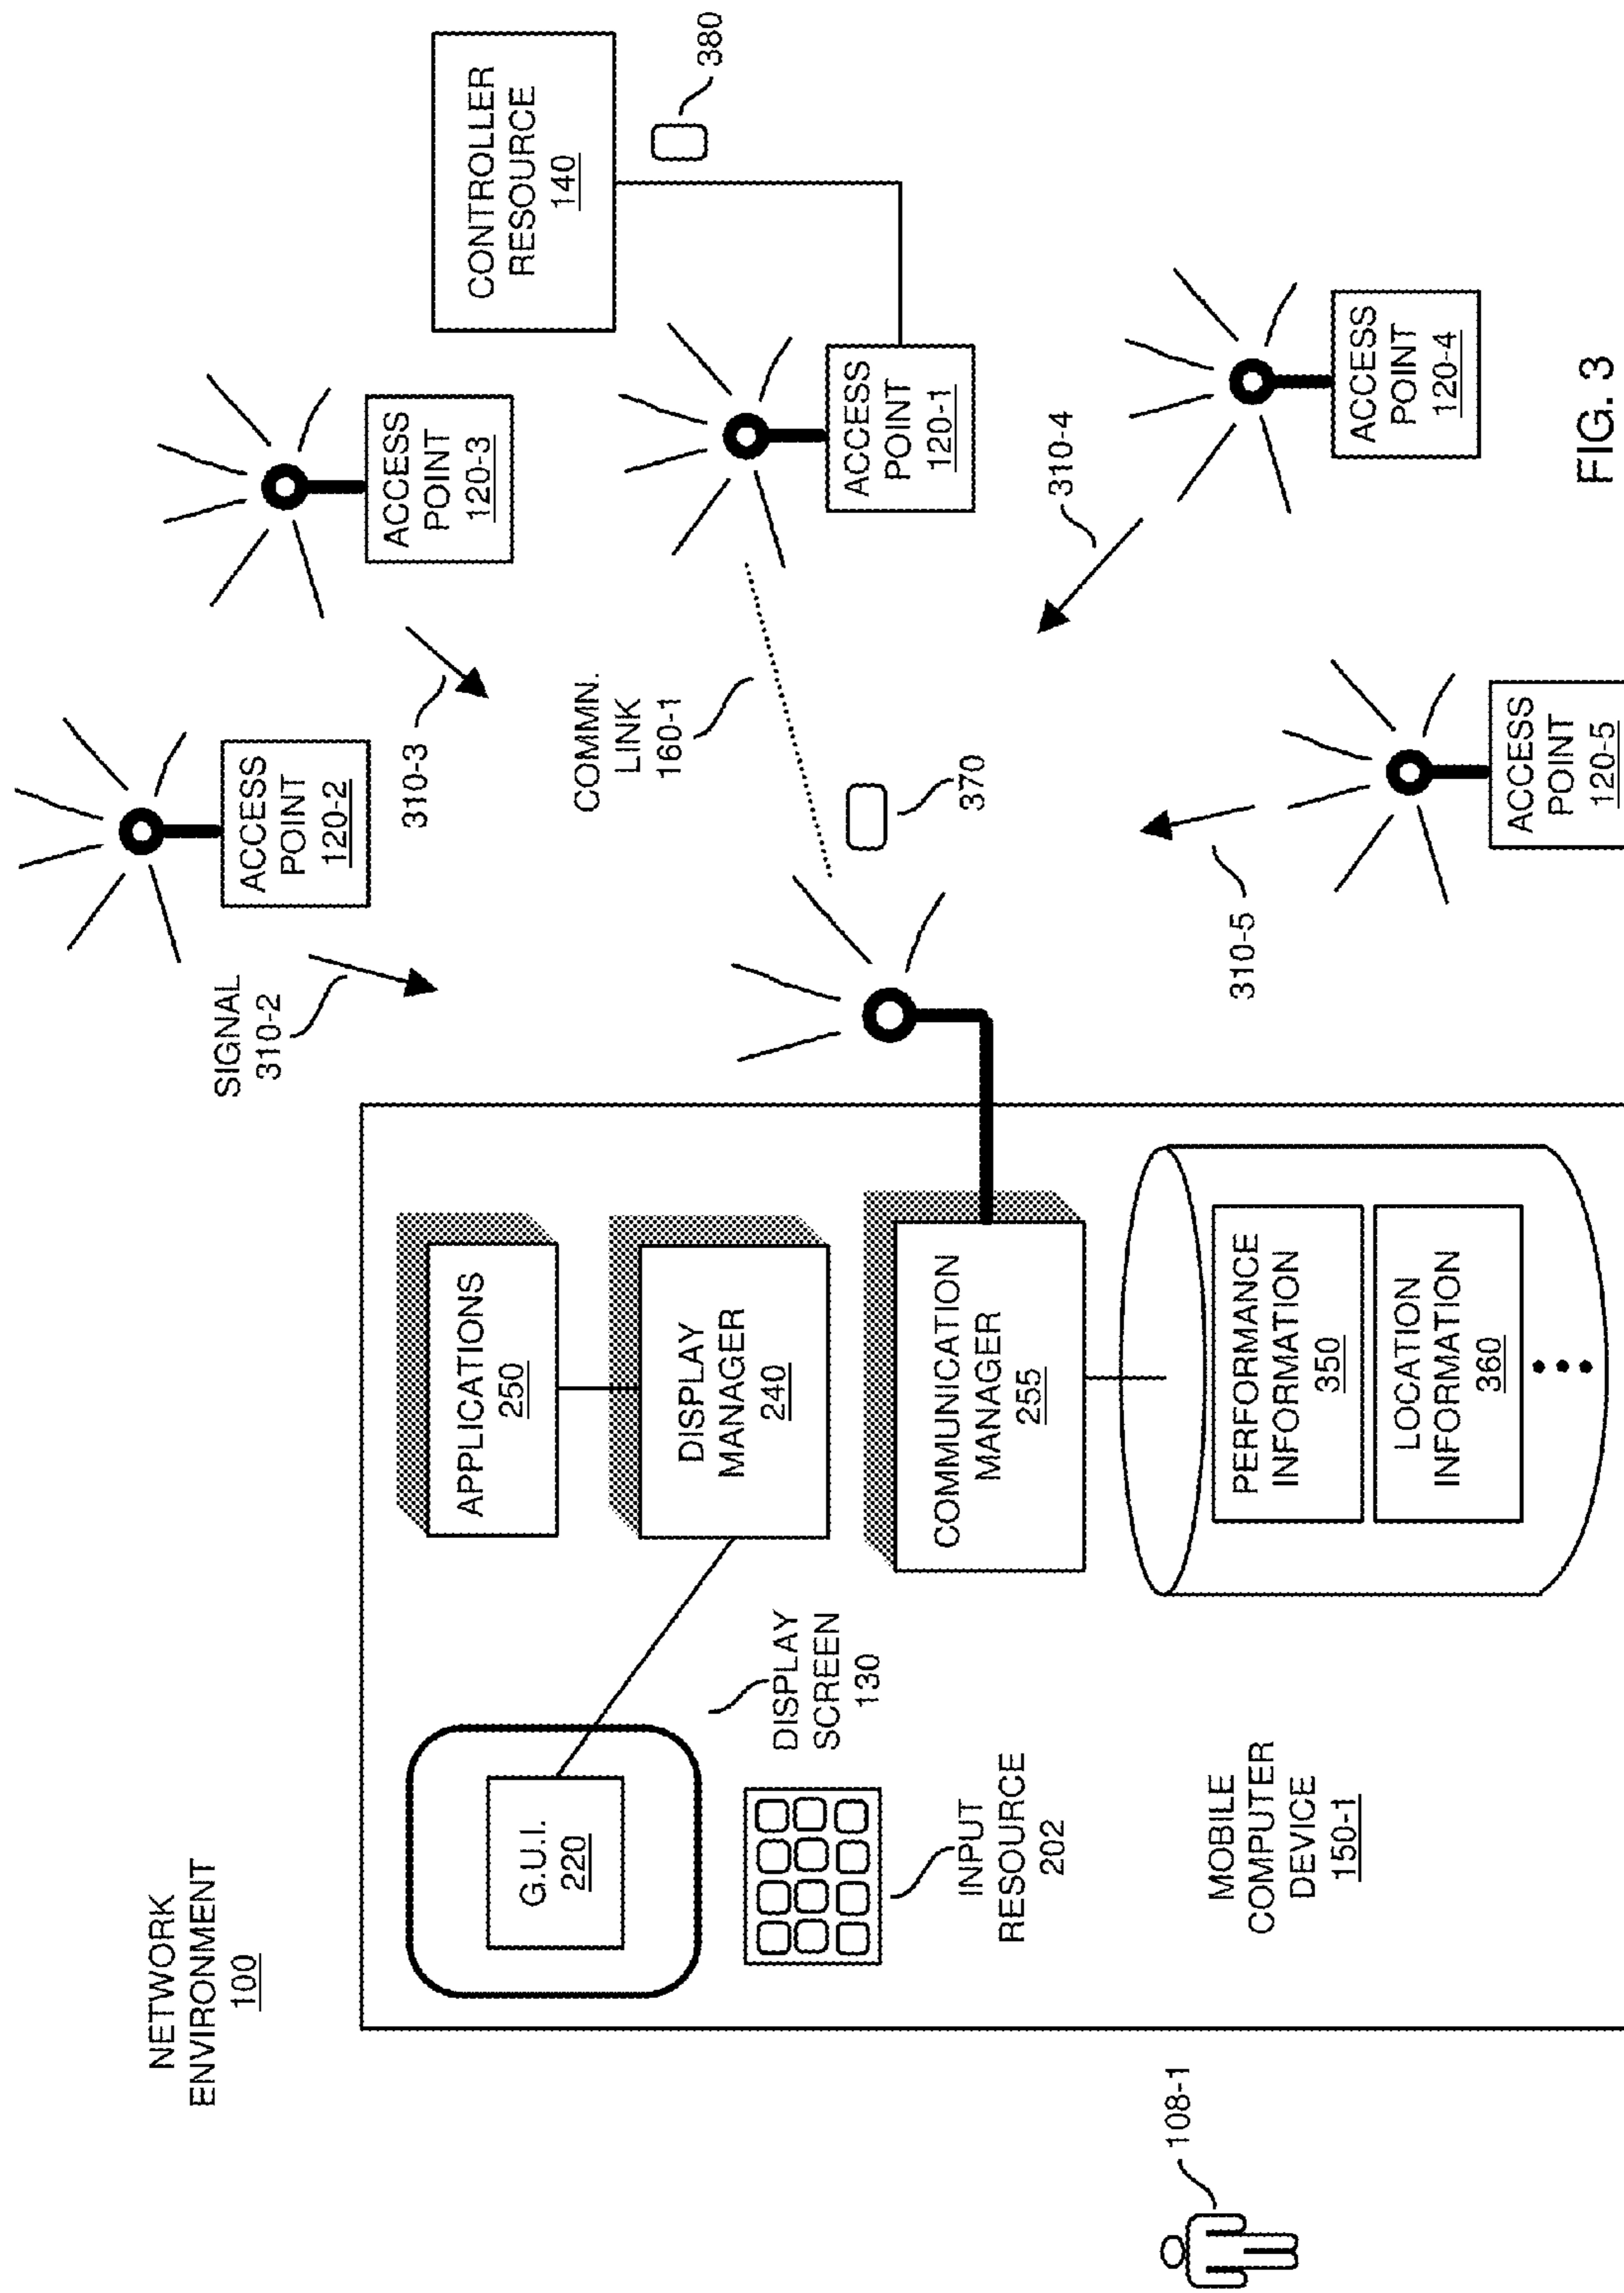 NETWORK
ENVIRONMENT
100
SIGNAL
310-2
ACCESS
POINT
120-2
310-3
ACCESS
POINT
120-3
CONTROLLER
RESOURCE
140
380
COMMN.
LINK
160-1
ACCESS
POINT
120-1
370
310-4
ACCESS
POINT
120-4
310-5
ACCESS
POINT
120-5
G.U.I.
220
DISPLAY
SCREEN
130
INPUT
RESOURCE
202
APPLICATIONS
250
DISPLAY
MANAGER
240
COMMUNICATION
MANAGER
255
PERFORMANCE
INFORMATION
350
LOCATION
INFORMATION
360
MOBILE
COMPUTER
DEVICE
150-1
108-1
FIG. 3